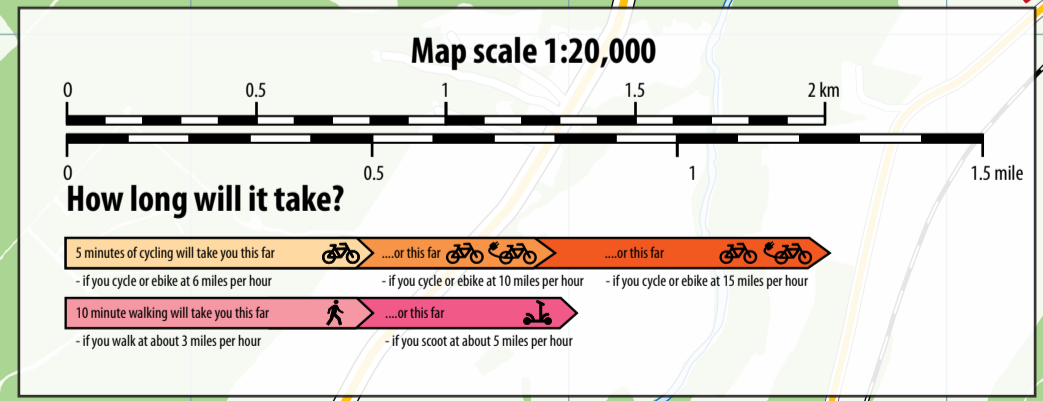 Map scale 1:20,000
0 0.5 1 1.5 2 km
0 0.5 1 1.5 mile
How long will it take?
5 minutes of cycling will take you this far ....or this far ....or this far
- if you cycle or ebike at 6 miles per hour - if you cycle or ebike at 10 miles per hour - if you cycle or ebike at 15 miles per hour
10 minute walking will take you this far ....or this far
- if you walk at about 3 miles per hour - if you scoot at about 5 miles per hour